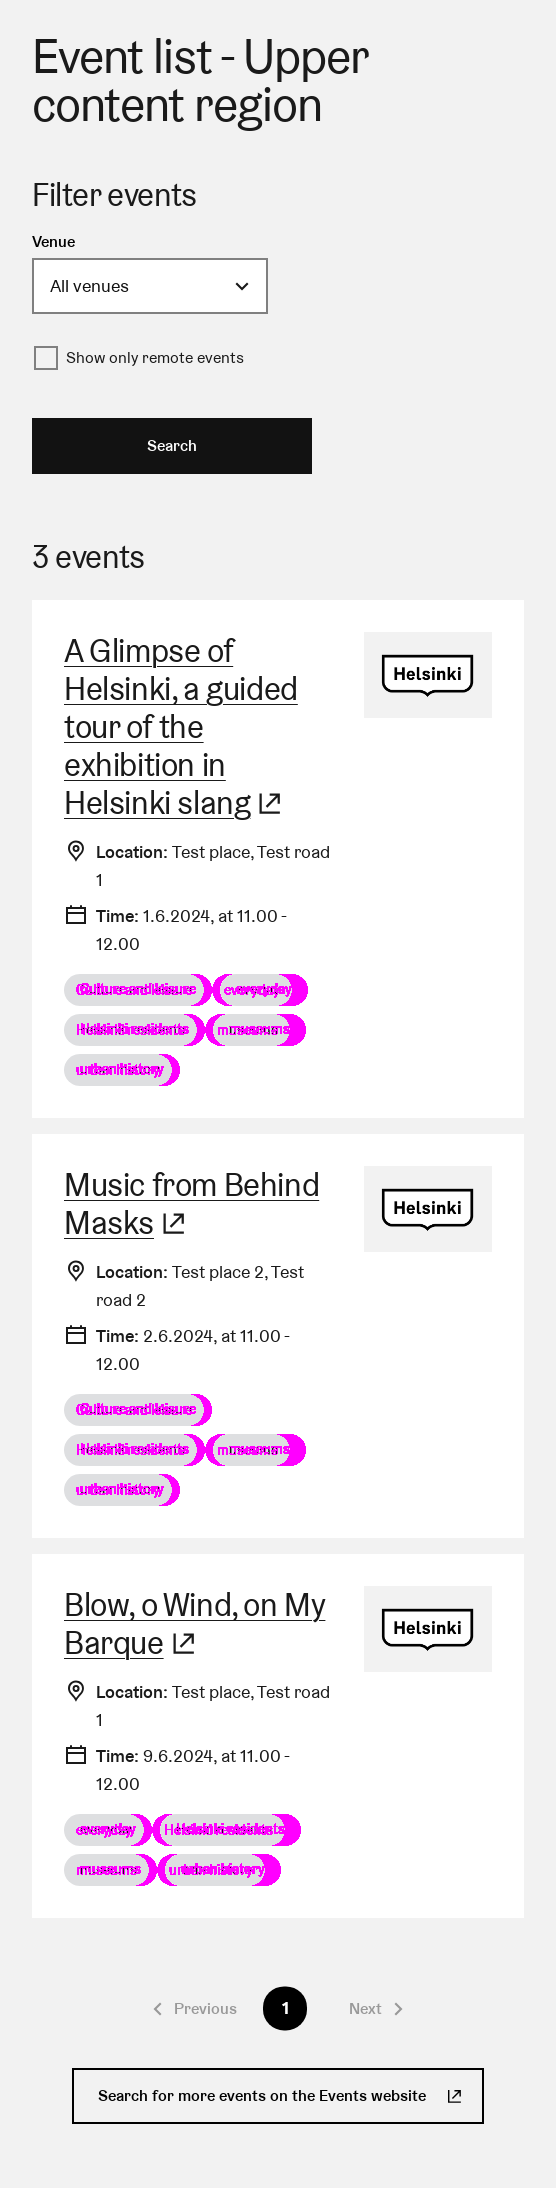 Event list - Upper
content region
Filter events
Venue
All venues
Show only remote events
Search
3 events
A Glimpse of
Helsinki, a guided
tour of the
exhibition in
Helsinki slang
Helsinki
Location: Test place, Test road
1
Time: 1.6.2024, at 11.00 -
12.00
Culture and leisure everyday
Helsinki residents museums
urban history
Music from Behind
Masks
Helsinki
Location: Test place 2, Test
road 2
Time: 2.6.2024, at 11.00 -
12.00
Culture and leisure
Helsinki residents museums
urban history
Blow, o Wind, on My
Barque
Helsinki
Location: Test place, Test road
1
Time: 9.6.2024, at 11.00 -
12.00
everyday Helsinki residents
museums urban history
Previous 1 Next
Search for more events on the Events website